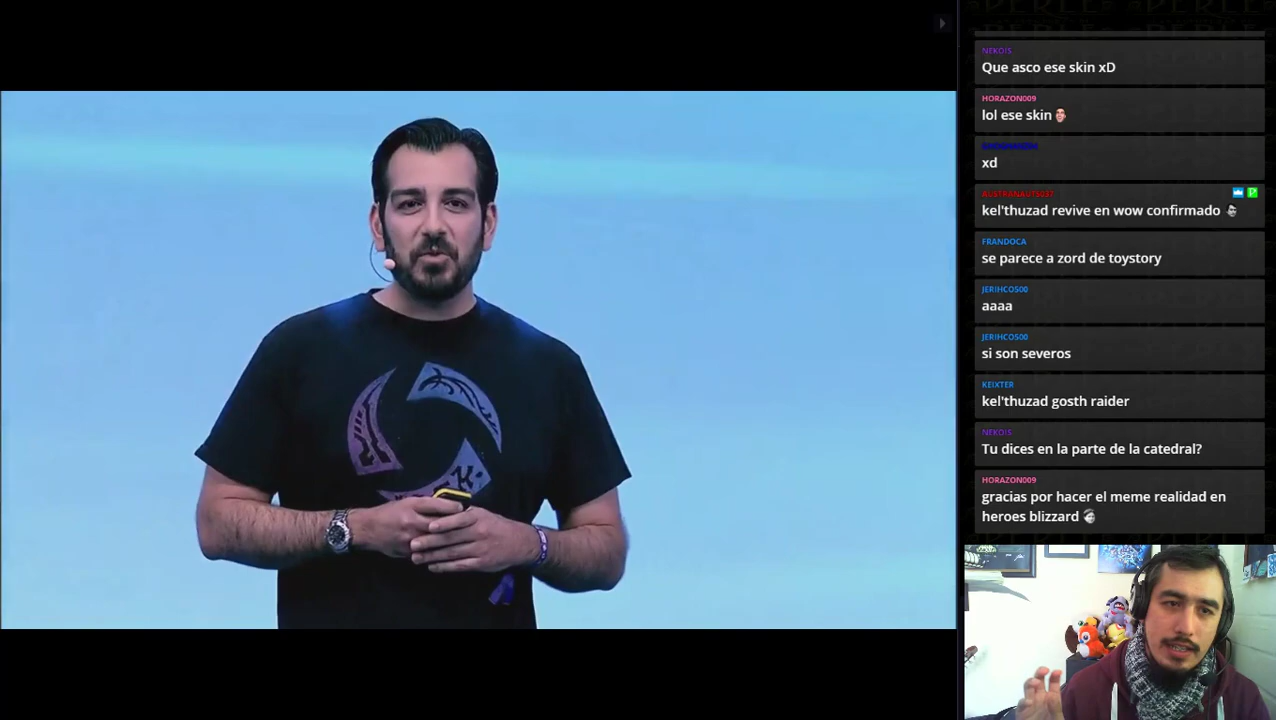 NEKOIS
Que asco ese skin xD
HORAZON009
lol ese skin
xd
AUSTRANAUTS037
kel'thuzad revive en wow confirmado
FRANDOCA
se parece a zord de toystory
JERIHCOS00
aaaa
JERIHCOS00
si son severos
KEIXTER
kel'thuzad gosth raider
NEKOIS
Tu dices en la parte de la catedral?
HORAZON009
gracias por hacer el meme realidad en
heroes blizzard